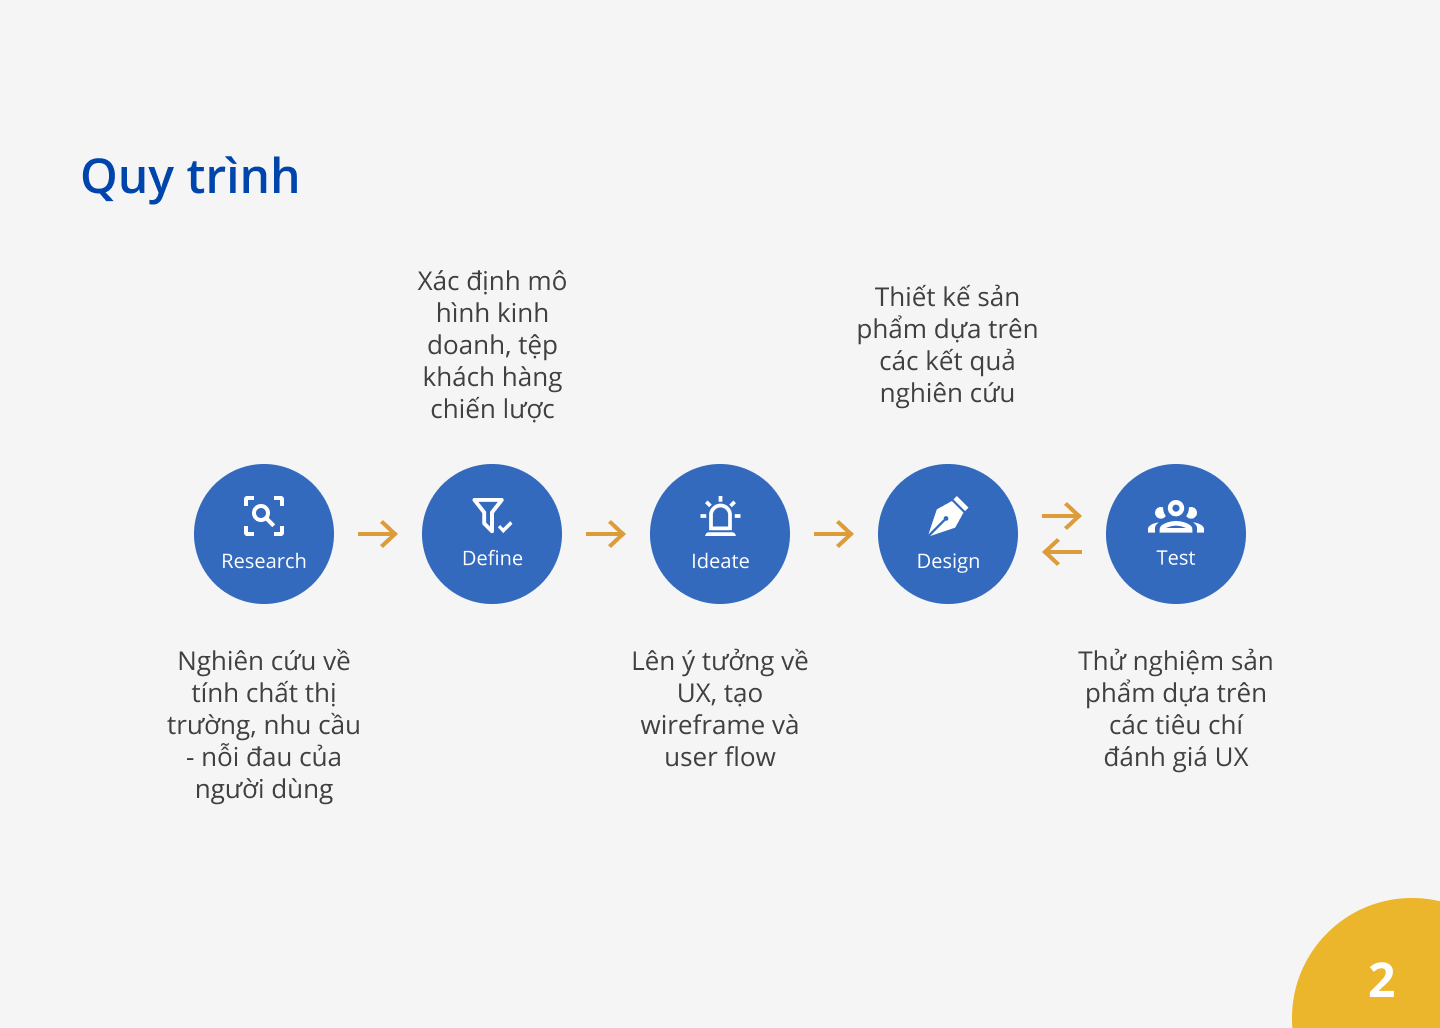 Quy trình
Xác định mô
hình kinh
doanh, tệp
khách hàng
chiến lược
Thiết kế sản
phẩm dựa trên
các kết quả
nghiên cứu
Research
Define
Ideate
Design
Test
Nghiên cứu về
tính chất thị
trường, nhu cầu
- nỗi đau của
người dùng
Lên ý tưởng về
UX, tạo
wireframe và
user flow
Thử nghiệm sản
phẩm dựa trên
các tiêu chí
đánh giá UX
2